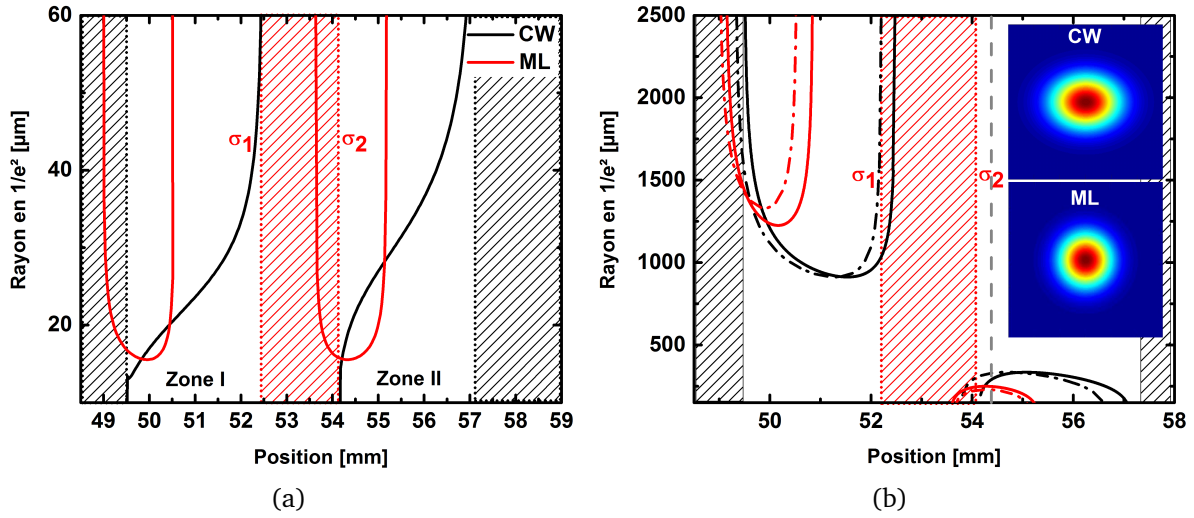 60
40
20
Rayon en 1/e² [µm]
CW
ML
σ1
σ2
Zone I
Zone II
49 50 51 52 53 54 55 56 57 58 59
Position [mm]
(a)
2500
2000
1500
1000
500
Rayon en 1/e² [µm]
CW
ML
σ1
σ2
50 52 54 56 58
Position [mm]
(b)